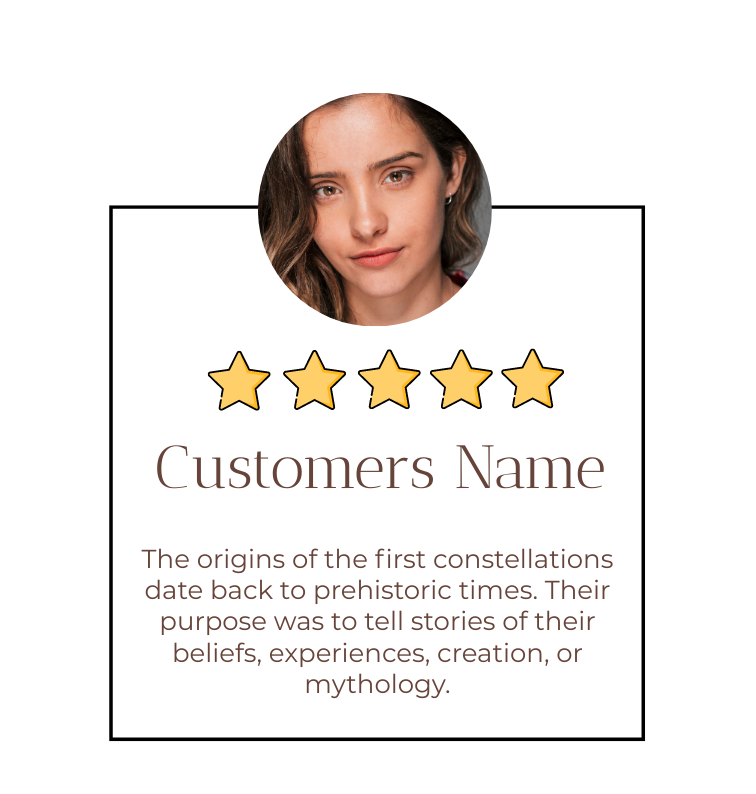 Customers Name
The origins of the first constellations
date back to prehistoric times. Their
purpose was to tell stories of their
beliefs, experiences, creation, or
mythology.